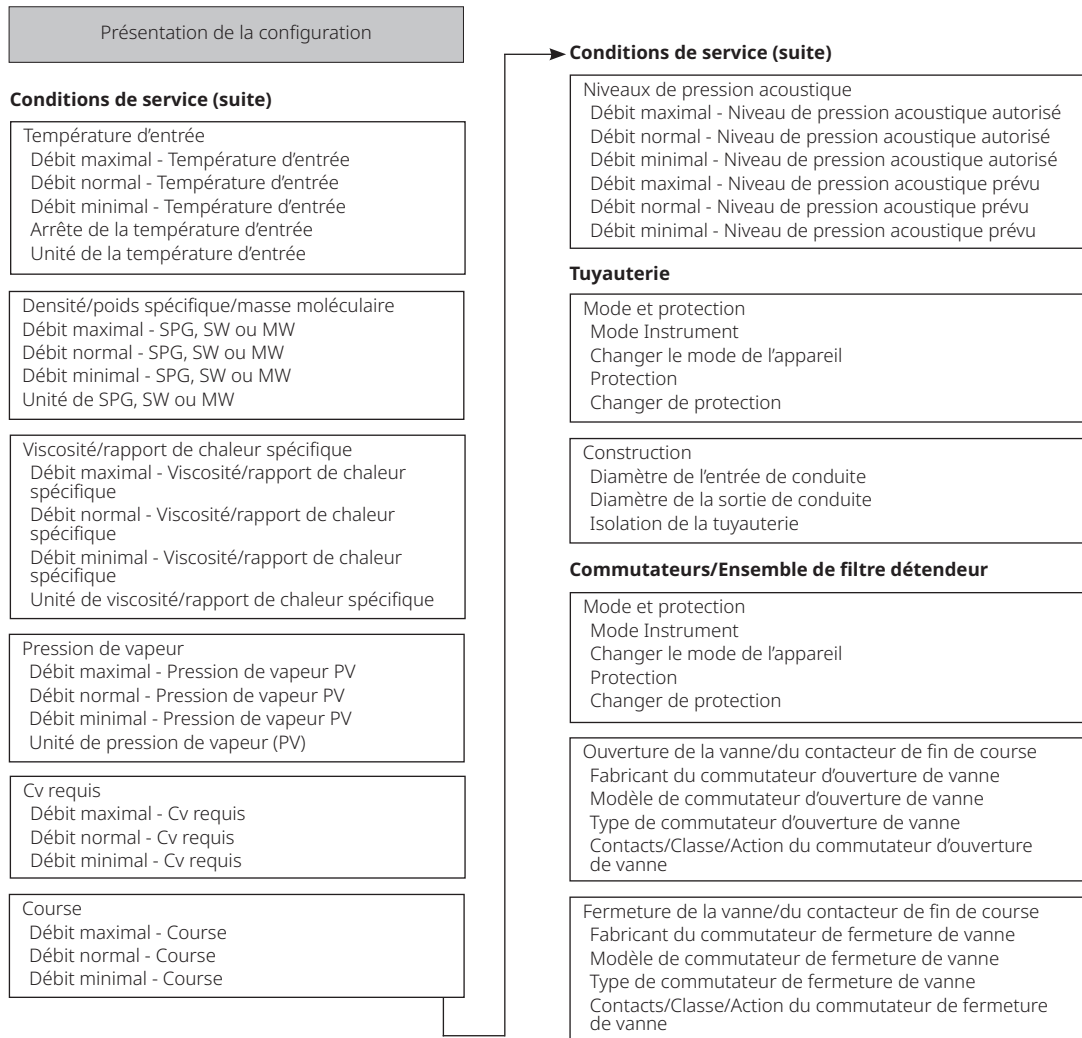 Présentation de la configuration
Conditions de service (suite)
Température d'entrée
Débit maximal - Température d'entrée
Débit normal - Température d'entrée
Débit minimal - Température d'entrée
Arrête de la température d'entrée
Unité de la température d'entrée
Densité/poids spécifique/masse moléculaire
Débit maximal - SPG, SW ou MW
Débit normal - SPG, SW ou MW
Débit minimal - SPG, SW ou MW
Unité de SPG, SW ou MW
Viscosité/rapport de chaleur spécifique
Débit maximal - Viscosité/rapport de chaleur
spécifique
Débit normal - Viscosité/rapport de chaleur
spécifique
Débit minimal - Viscosité/rapport de chaleur
spécifique
Unité de viscosité/rapport de chaleur spécifique
Pression de vapeur
Débit maximal - Pression de vapeur PV
Débit normal - Pression de vapeur PV
Débit minimal - Pression de vapeur PV
Unité de pression de vapeur (PV)
Cv requis
Débit maximal - Cv requis
Débit normal - Cv requis
Débit minimal - Cv requis
Course
Débit maximal - Course
Débit normal - Course
Débit minimal - Course
Conditions de service (suite)
Niveaux de pression acoustique
Débit maximal - Niveau de pression acoustique autorisé
Débit normal - Niveau de pression acoustique autorisé
Débit minimal - Niveau de pression acoustique autorisé
Débit maximal - Niveau de pression acoustique prévu
Débit normal - Niveau de pression acoustique prévu
Débit minimal - Niveau de pression acoustique prévu
Tuyauterie
Mode et protection
Mode Instrument
Changer le mode de l'appareil
Protection
Changer de protection
Construction
Diamètre de l'entrée de conduite
Diamètre de la sortie de conduite
Isolation de la tuyauterie
Commutateurs/Ensemble de filtre détendeur
Mode et protection
Mode Instrument
Changer le mode de l'appareil
Protection
Changer de protection
Ouverture de la vanne/du contacteur de fin de course
Fabricant du commutateur d'ouverture de vanne
Modèle de commutateur d'ouverture de vanne
Type de commutateur d'ouverture de vanne
Contacts/Classe/Action du commutateur d'ouverture
de vanne
Fermeture de la vanne/du contacteur de fin de course
Fabricant du commutateur de fermeture de vanne
Modèle de commutateur de fermeture de vanne
Type de commutateur de fermeture de vanne
Contacts/Classe/Action du commutateur de fermeture
de vanne